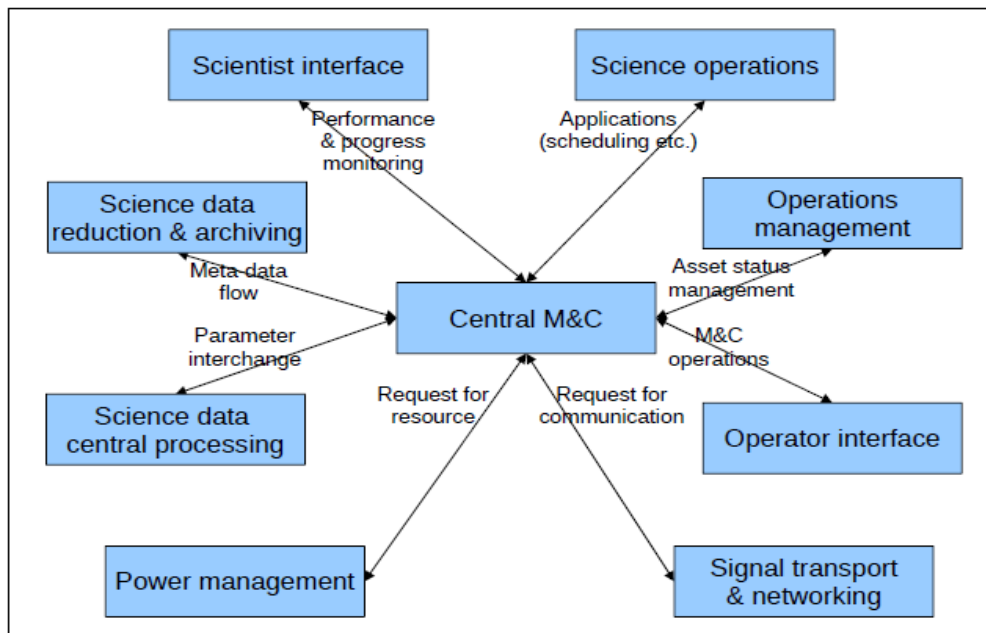 Scientist interface
Science operations
Performance
& progress
monitoring
Applications
(scheduling etc.)
Science data
reduction & archiving
Operations
management
Meta data
flow
Asset status
management
Central M&C
Parameter
interchange
M&C
operations
Science data
central processing
Request for
resource
Request for
communication
Operator interface
Power management
Signal transport
& networking